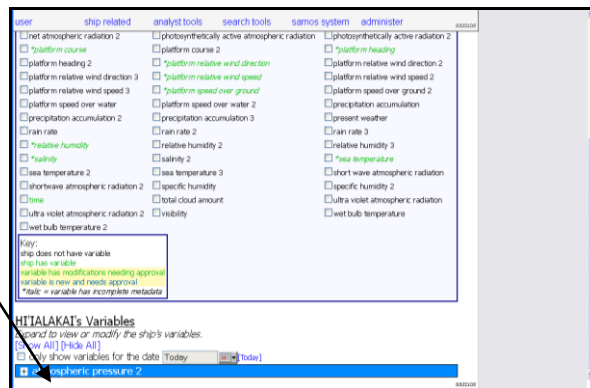 user ship related analyst tools search tools samos system administer
net atmospheric radiation 2 photosynthetically active atmospheric radiation photosynthetically active atmospheric radiation 2
*platform course platform course 2 *platform heading
platform heading 2 *platform relative wind direction platform relative wind direction 2
platform relative wind direction 3 *platform relative wind speed platform relative wind speed 2
platform relative wind speed 3 *platform speed over ground platform speed over ground 2
platform speed over water platform speed over water 2 precipitation accumulation
precipitation accumulation 2 precipitation accumulation 3 present weather
rain rate rain rate 2 rain rate 3
*relative humidity relative humidity 2 relative humidity 3
*salinity salinity 2 *sea temperature
sea temperature 2 sea temperature 3 short wave atmospheric radiation
shortwave atmospheric radiation 2 specific humidity specific humidity 2
time total cloud amount ultra violet atmospheric radiation
ultra violet atmospheric radiation 2 visibility wet bulb temperature
wet bulb temperature 2
Key:
ship does not have variable
ship has variable
variable has modifications needing approval
variable is new and needs approval
*italic = variable has incomplete metadata
HI'IALAKAI's Variables
Expand to view or modify the ship's variables.
[Show All] [Hide All]
only show variables for the date Today [Today]
atmospheric pressure 2